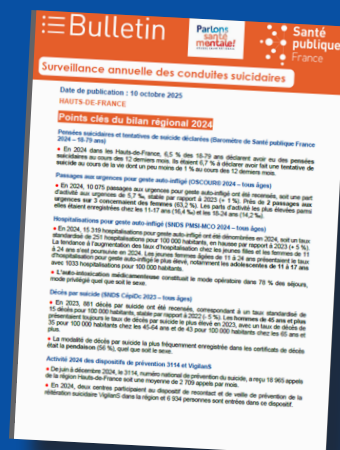 Bulletin
Parlons
santé
mentale!
Santé
publique
France
Surveillance annuelle des conduites suicidaires
Date de publication : 10 octobre 2025
HAUTS-DE-FRANCE
Points clés du bilan régional 2024
Pensées suicidaires et tentatives de suicide déclarées (Baromètre de Santé publique France
2024 – 18-79 ans)
• En 2024 dans les Hauts-de-France, 6,5 % des 18-79 ans déclarent avoir eu des pensées
suicidaires au cours des 12 derniers mois. Ils étaient 6,7 % à déclarer avoir fait une tentative de
suicide au cours de la vie dont un peu moins de 1 % au cours des 12 derniers mois.
Passages aux urgences pour geste auto-infligé (OSCOUR® 2024 – tous âges)
• En 2024, 10 075 passages aux urgences pour geste auto-infligé ont été recensés, soit une part
d'activité aux urgences de 5,7 ‰, stable par rapport à 2023 (+ 1 %). Près de 2 passages aux
urgences sur 3 concernaient des femmes (63,2 %). Les parts d'activité les plus élevées parmi
elles étaient enregistrées chez les 11-17 ans (16,4 ‰) et les 18-24 ans (14,2 ‰).
Hospitalisations pour geste auto-infligé (SNDS PMSI-MCO 2024 – tous âges)
• En 2024, 15 319 hospitalisations pour geste auto-infligé ont été dénombrées en 2024, soit un taux
standardisé de 251 hospitalisations pour 100 000 habitants, en hausse par rapport à 2023 (+ 5 %).
La tendance à l'augmentation des taux d'hospitalisation chez les jeunes filles et les femmes de 11
à 24 ans s'est poursuivie en 2024. Les jeunes femmes âgées de 11 à 24 ans présentaient le taux
d'hospitalisation pour geste auto-infligé le plus élevé, notamment les adolescentes de 11 à 17 ans
avec 1033 hospitalisations pour 100 000 habitants.
• L'auto-intoxication médicamenteuse constituait le mode opératoire dans 78 % des séjours,
mode privilégié quel que soit le sexe.
Décès par suicide (SNDS CépiDc 2023 – tous âges)
• En 2023, 881 décès par suicide ont été recensés, correspondant à un taux standardisé de
15 décès pour 100 000 habitants, stable par rapport à 2022 (- 5 %). Les hommes de 45 ans et plus
présentaient toujours le taux de décès par suicide le plus élevé en 2023, avec un taux de décès de
35 pour 100 000 habitants chez les 45-64 ans et de 43 pour 100 000 habitants chez les 65 ans et
plus.
• La modalité de décès par suicide la plus fréquemment enregistrée dans les certificats de décès
était la pendaison (56 %), quel que soit le sexe.
Activité 2024 des dispositifs de prévention 3114 et VigilanS
• De juin à décembre 2024, le 3114, numéro national de prévention du suicide, a reçu 18 965 appels
de la région Hauts-de-France soit une moyenne de 2 709 appels par mois.
• En 2024, deux centres participaient au dispositif de recontact et de veille de prévention de la
réitération suicidaire VigilanS dans la région et 6 934 personnes sont entrées dans ce dispositif.